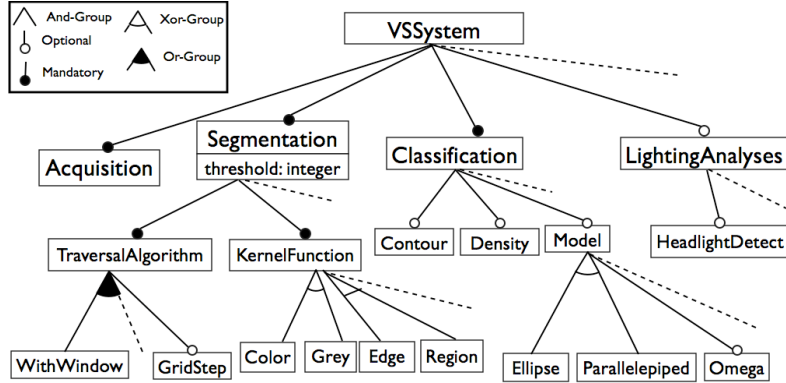 And-Group
Xor-Group
Optional
Or-Group
Mandatory
VSSystem
Acquisition
Segmentation
threshold: integer
Classification
LightingAnalyses
TraversalAlgorithm
KernelFunction
Contour
Density
Model
HeadlightDetect
WithWindow
GridStep
Color
Grey
Edge
Region
Ellipse
Parallelepiped
Omega